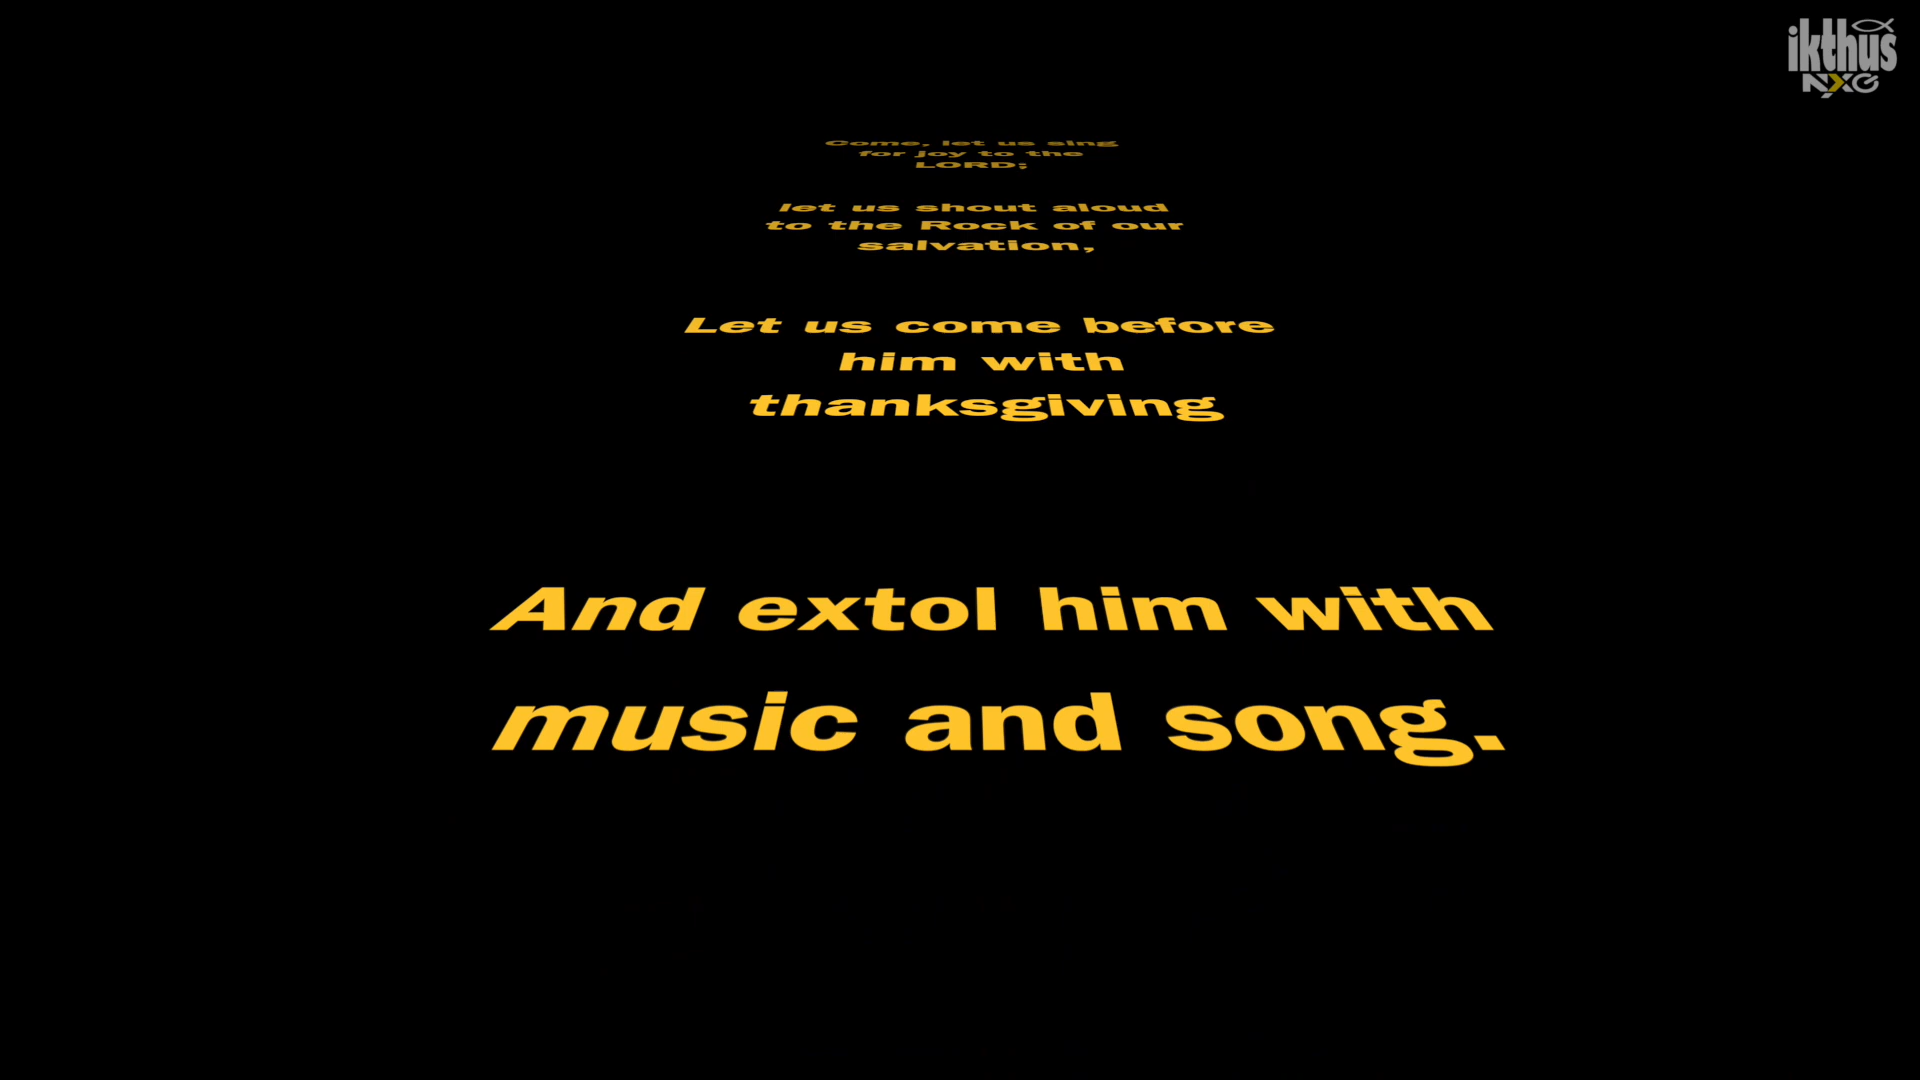 ikthus
NXG
Come, let us sing
for joy to the
LORD;
let us shout aloud
to the Rock of our
salvation,
Let us come before
him with
thanksgiving
And extol him with
music and song.